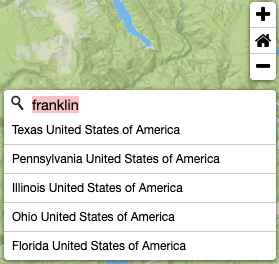 franklin
Texas United States of America
Pennsylvania United States of America
Illinois United States of America
Ohio United States of America
Florida United States of America